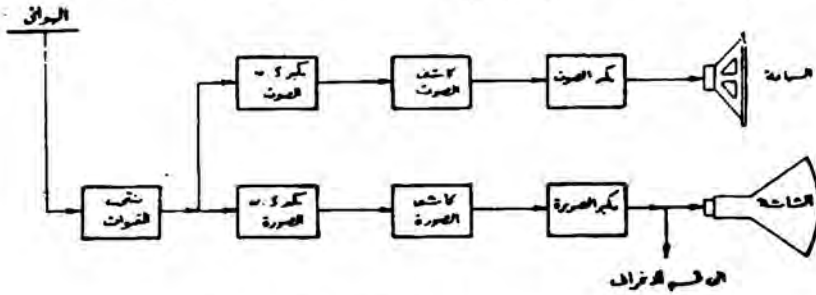 الهوائي
مكبر ت.م
الصوت
كاشف
الصوت
مكبر الصوت
السماعة
منتخب
القنوات
مكبر ت.م
الصورة
كاشف
الصورة
مكبر الصورة
الشاشة
الى قسم الانحراف